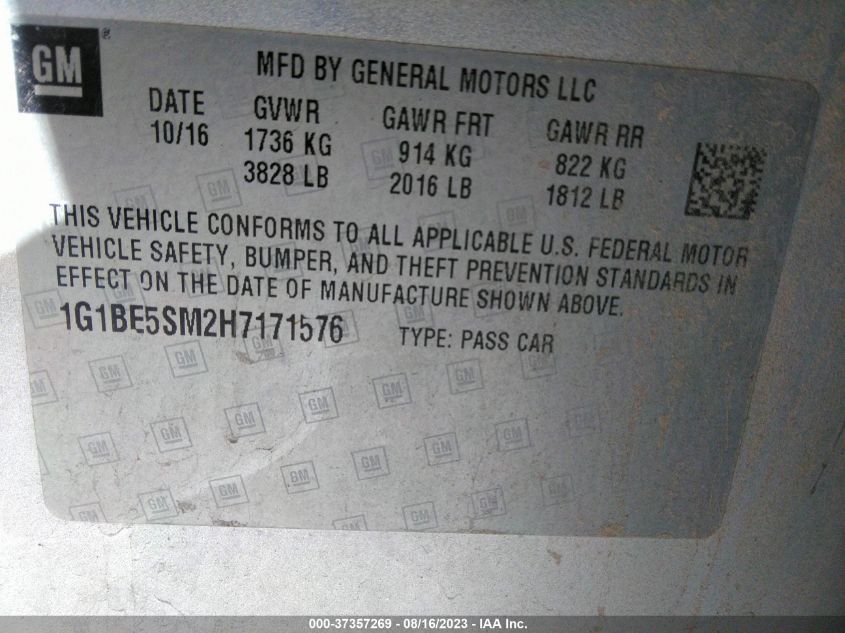 GM ®
MFD BY GENERAL MOTORS LLC
DATE GVWR GAWR FRT GAWR RR
10/16 1736 KG 914 KG 822 KG
3828 LB 2016 LB 1812 LB
THIS VEHICLE CONFORMS TO ALL APPLICABLE U.S. FEDERAL MOTOR
VEHICLE SAFETY, BUMPER, AND THEFT PREVENTION STANDARDS IN
EFFECT ON THE DATE OF MANUFACTURE SHOWN ABOVE.
1G1BE5SM2H7171576 TYPE: PASS CAR
000-37357269 - 08/16/2023 - IAA Inc.